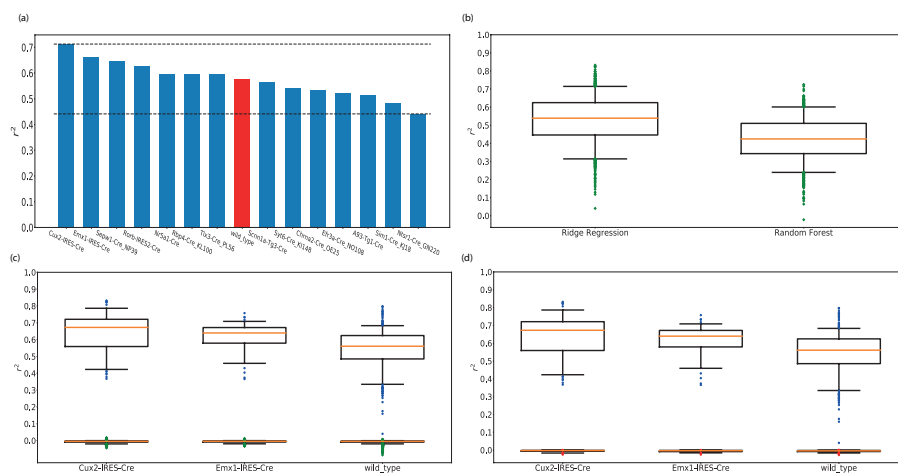 (a)
0.7
0.6
0.5
0.4
0.3
0.2
0.1
0.0
r²
Cux2-IRES-Cre
Emx1-IRES-Cre
Sepw1-Cre_NP39
Rorb-IRES2-Cre
Nr5a1-Cre
Rbp4-Cre_KL100
Tlx3-Cre_PL56
wild_type
Scnn1a-Tg3-Cre
Syt6-Cre_KI148
Chrna2-Cre_OE25
Efr3a-Cre_NO108
A93-Tg1-Cre
Sim1-Cre_KJ18
Ntsr1-Cre_GN220
(b)
1.0
0.9
0.8
0.7
0.6
0.5
0.4
0.3
0.2
0.1
0.0
r²
Ridge Regression
Random Forest
(c)
1.0
0.9
0.8
0.7
0.6
0.5
0.4
0.3
0.2
0.1
0.0
r²
Cux2-IRES-Cre
Emx1-IRES-Cre
wild_type
(d)
1.0
0.9
0.8
0.7
0.6
0.5
0.4
0.3
0.2
0.1
0.0
r²
Cux2-IRES-Cre
Emx1-IRES-Cre
wild_type